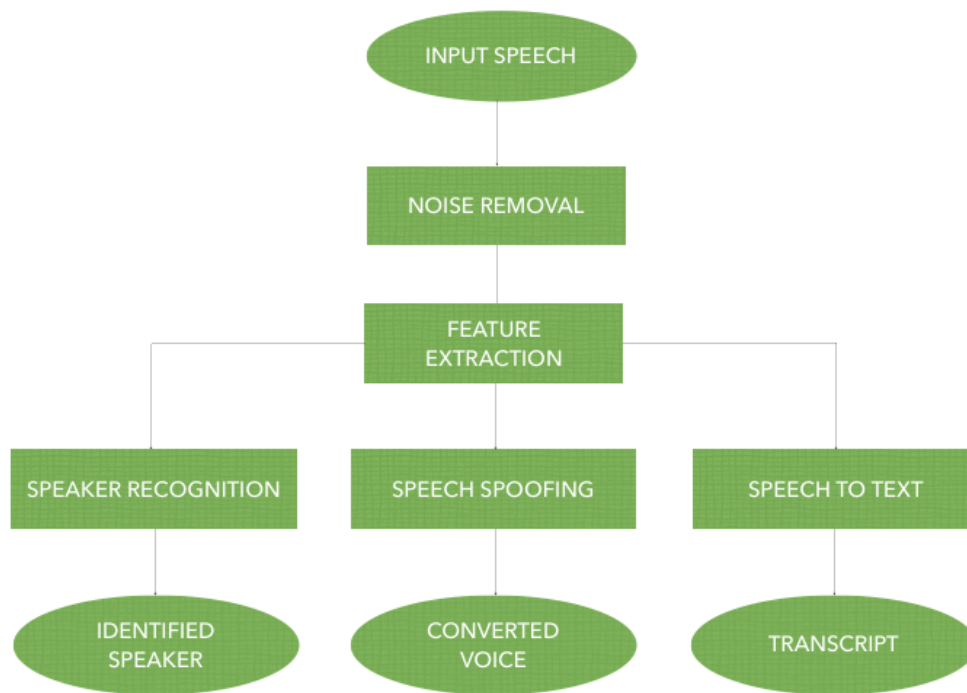 INPUT SPEECH
NOISE REMOVAL
FEATURE
EXTRACTION
SPEAKER RECOGNITION
SPEECH SPOOFING
SPEECH TO TEXT
IDENTIFIED
SPEAKER
CONVERTED
VOICE
TRANSCRIPT